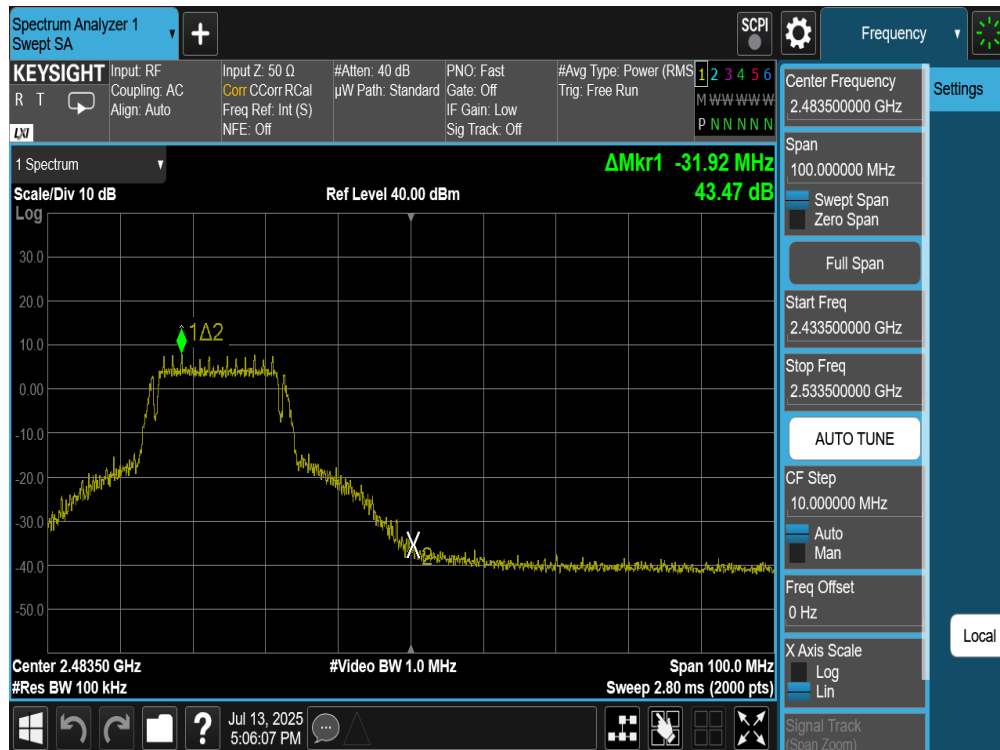 Spectrum Analyzer 1
Swept SA
+
SCPI
Frequency
KEYSIGHT
R T
LXI
Input: RF
Coupling: AC
Align: Auto
Input Z: 50 Ω
Corr CCorr RCal
Freq Ref: Int (S)
NFE: Off
#Atten: 40 dB
µW Path: Standard
PNO: Fast
Gate: Off
IF Gain: Low
Sig Track: Off
#Avg Type: Power (RMS
Trig: Free Run
1 2 3 4 5 6
M W W W W W
P N N N N N
1 Spectrum
ΔMkr1 -31.92 MHz
43.47 dB
Scale/Div 10 dB
Ref Level 40.00 dBm
Log
30.0
20.0
10.0
0.00
-10.0
-20.0
-30.0
-40.0
-50.0
1Δ2
X
2
Center 2.48350 GHz
#Video BW 1.0 MHz
Span 100.0 MHz
#Res BW 100 kHz
Sweep 2.80 ms (2000 pts)
Center Frequency
2.483500000 GHz
Span
100.000000 MHz
Swept Span
Zero Span
Full Span
Start Freq
2.433500000 GHz
Stop Freq
2.533500000 GHz
AUTO TUNE
CF Step
10.000000 MHz
Auto
Man
Freq Offset
0 Hz
X Axis Scale
Log
Lin
Signal Track
(Span Zoom)
Settings
Local
?
Jul 13, 2025
5:06:07 PM